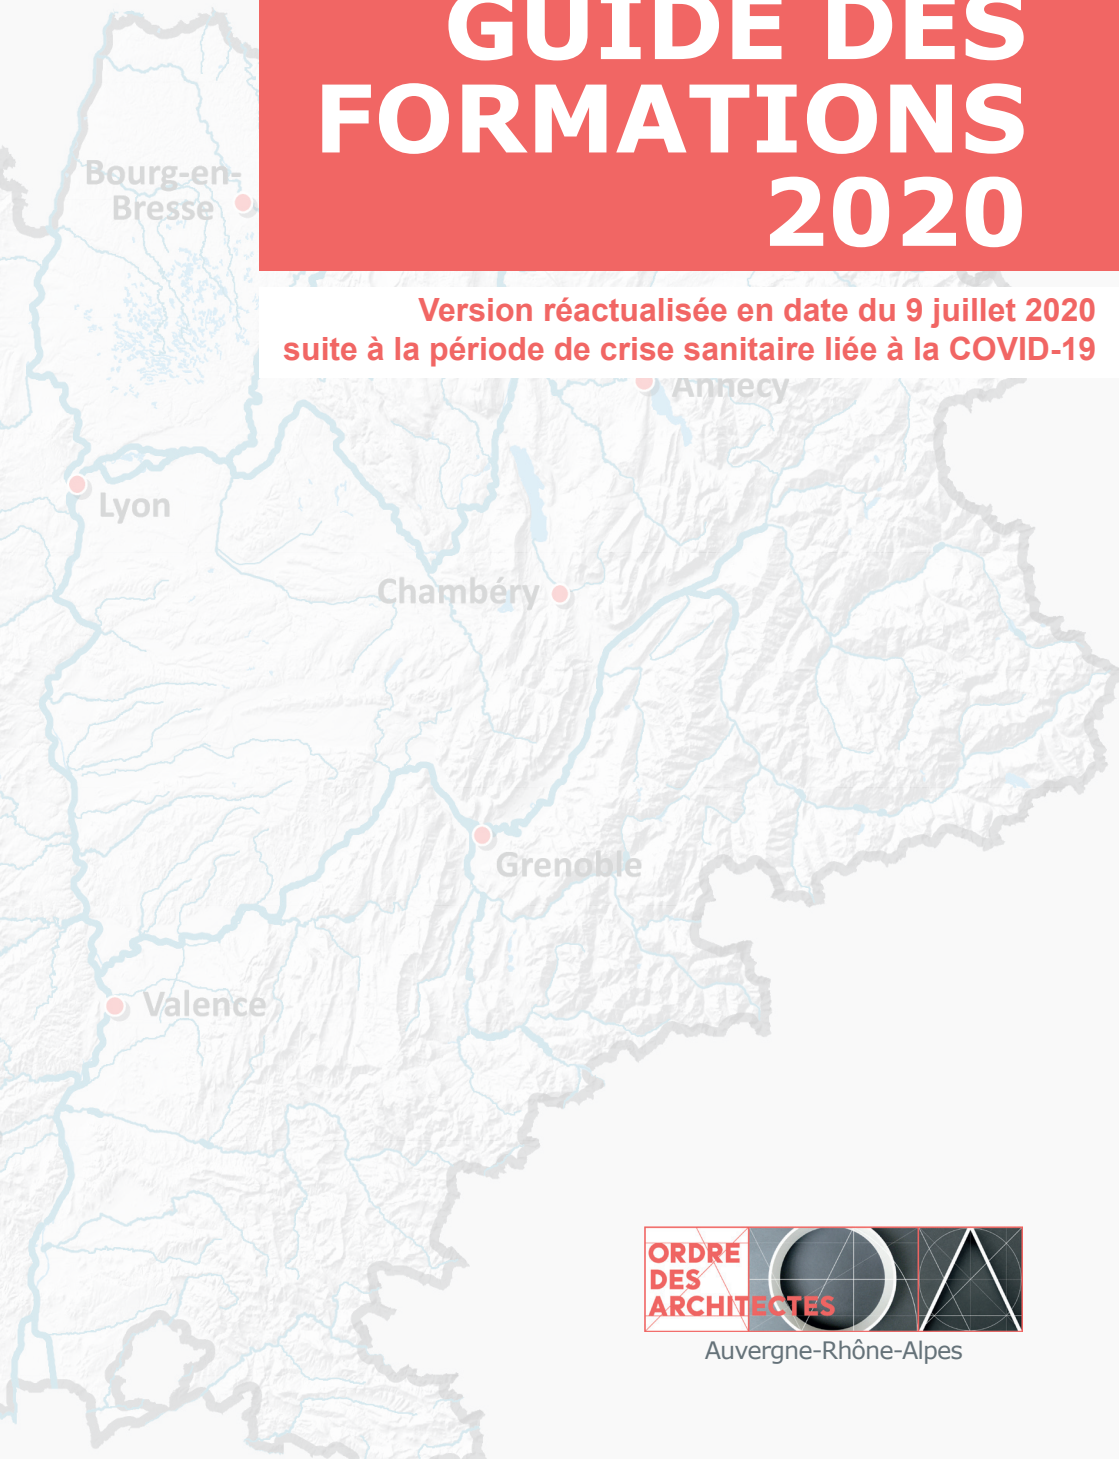 GUIDE DES
FORMATIONS
2020
Version réactualisée en date du 9 juillet 2020
suite à la période de crise sanitaire liée à la COVID-19
Bourg-en-
Bresse
Annecy
Lyon
Chambéry
Grenoble
Valence
ORDRE
DES
ARCHITECTES
Auvergne-Rhône-Alpes